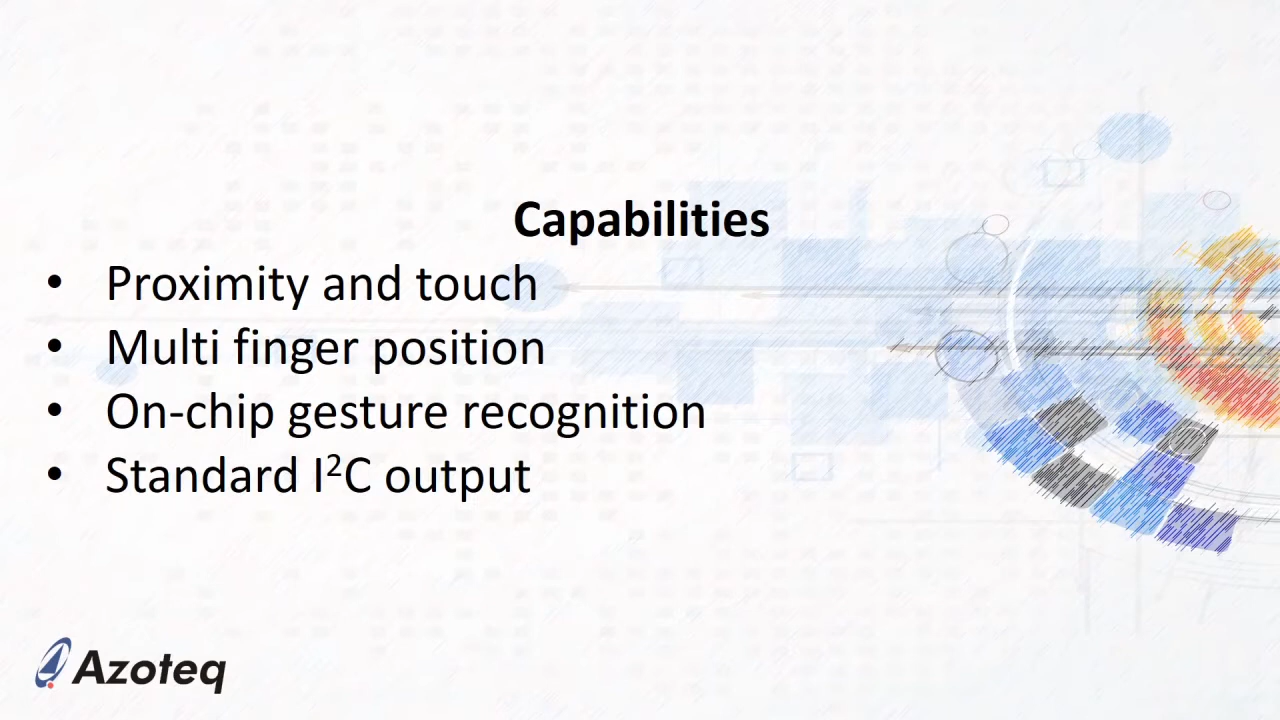 Capabilities
• Proximity and touch
• Multi finger position
• On-chip gesture recognition
• Standard I²C output
Azoteq